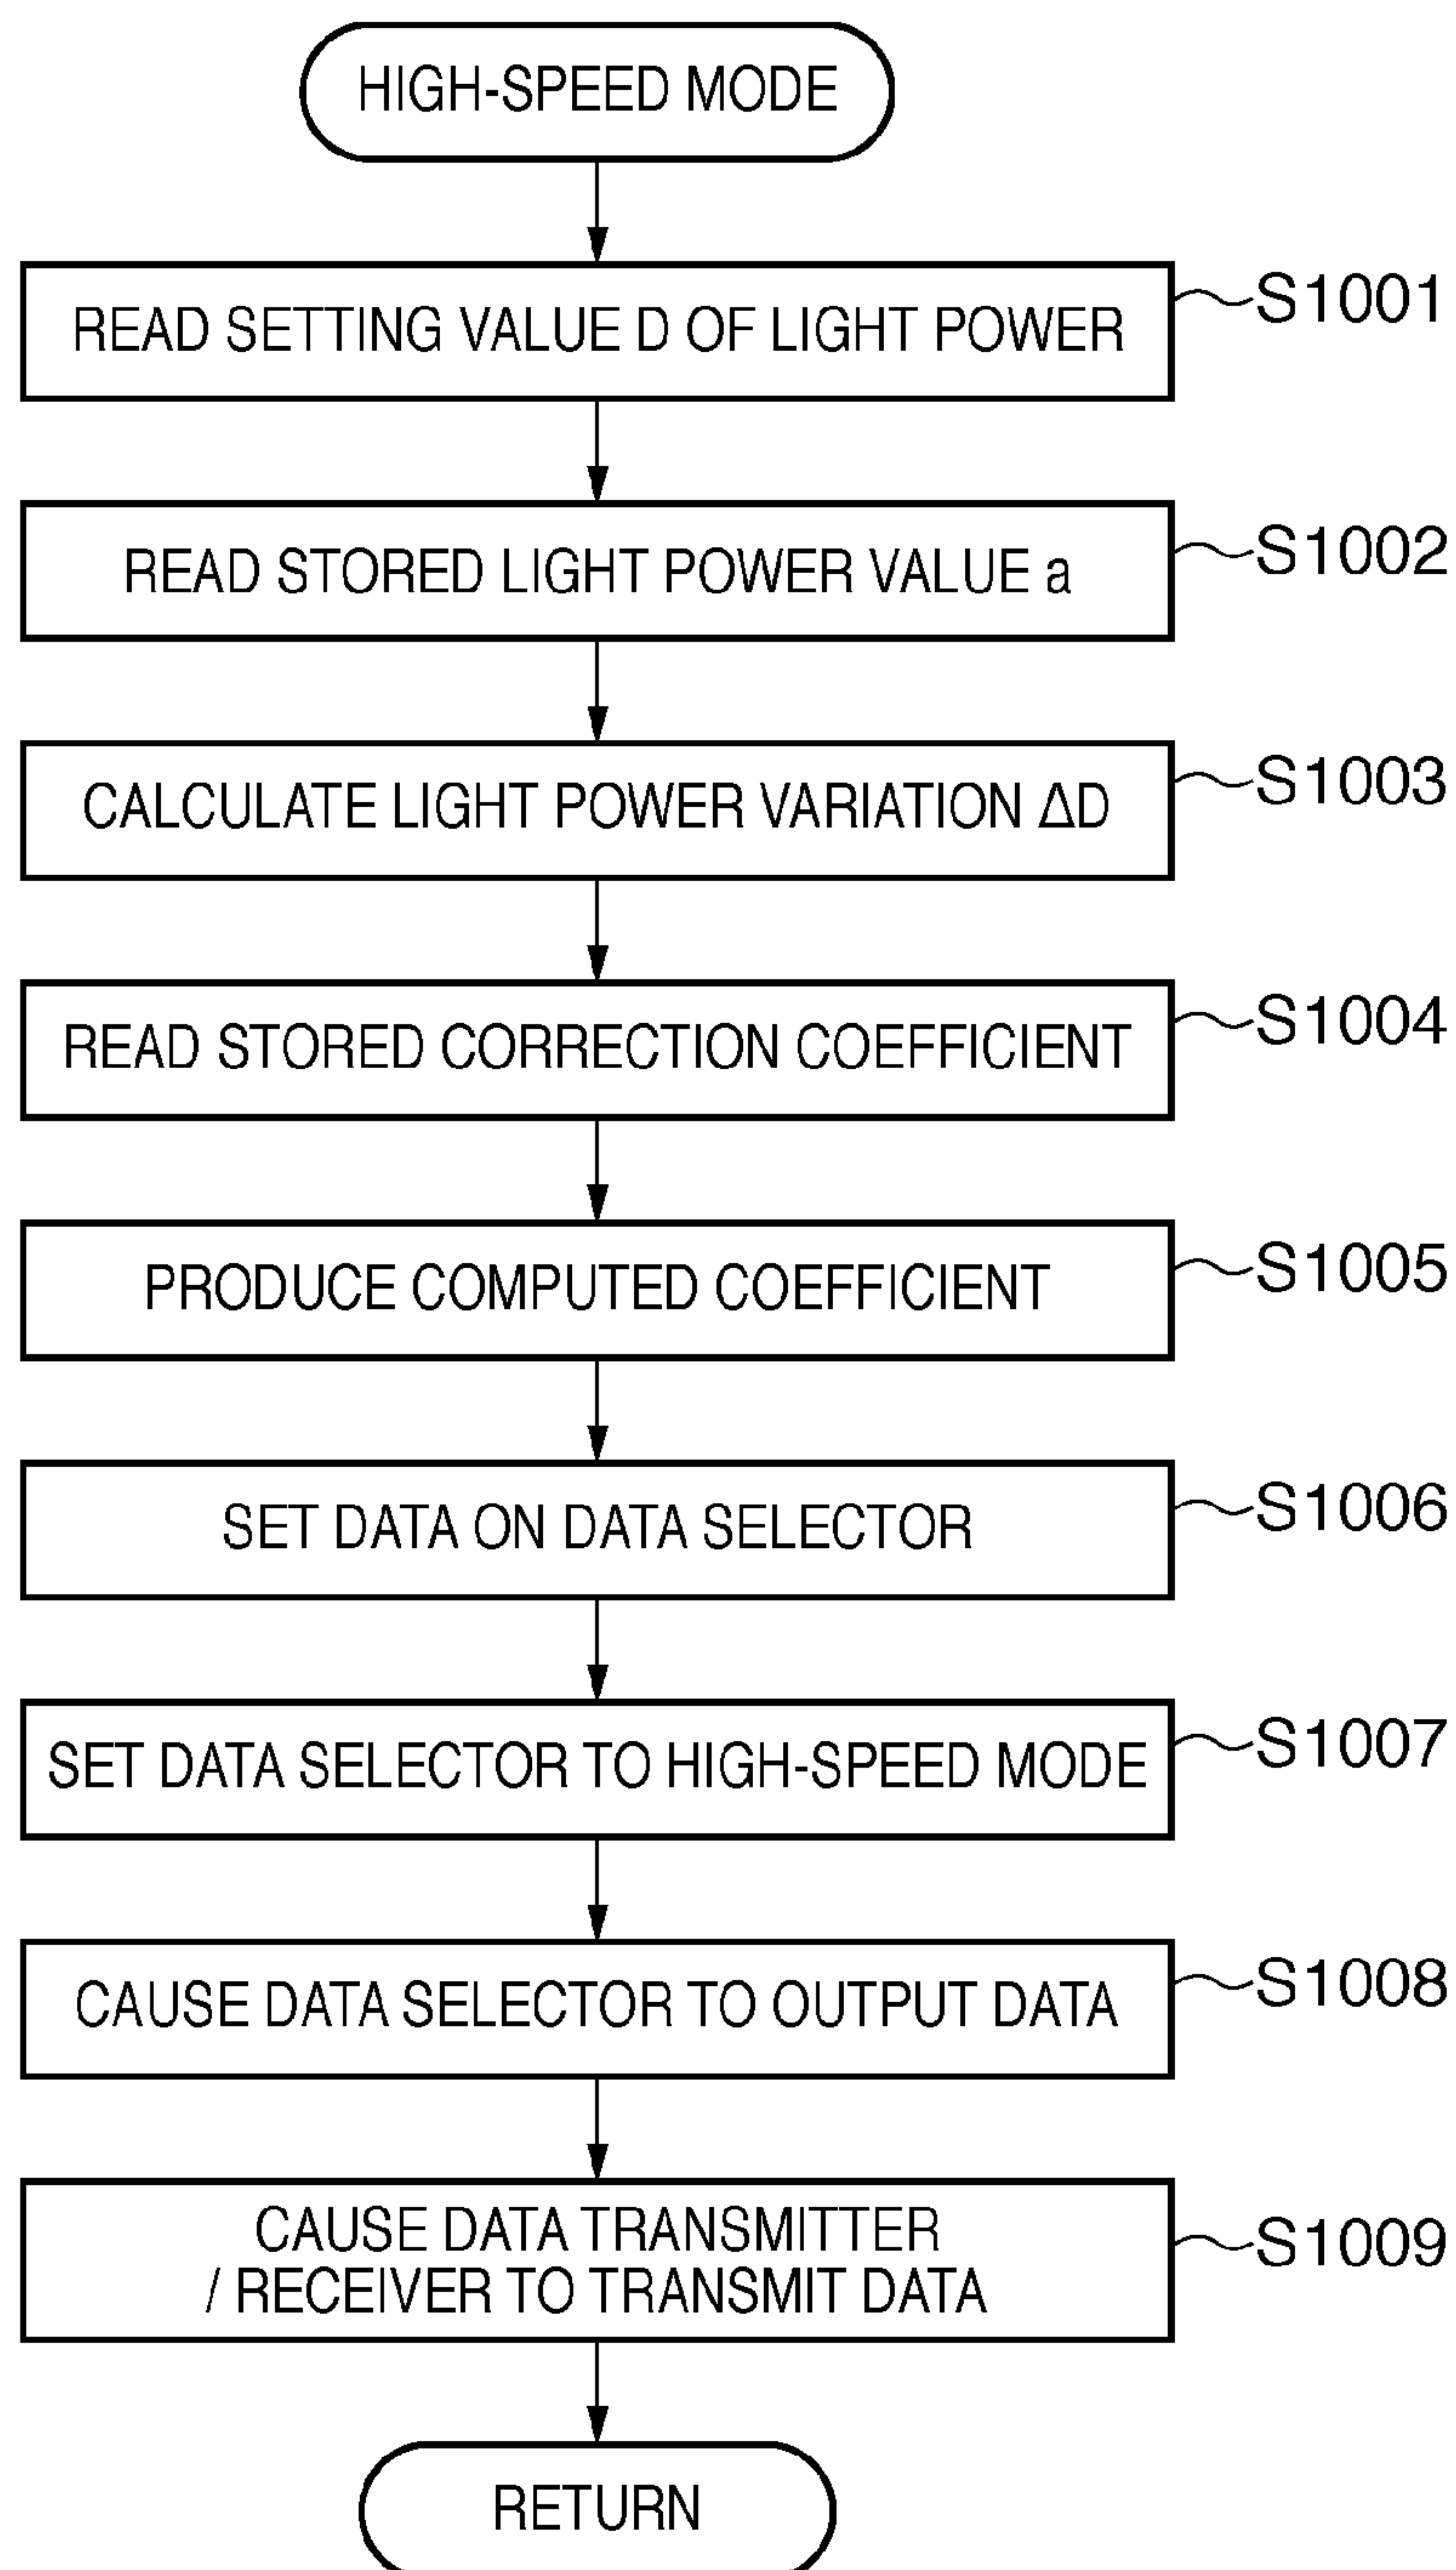 HIGH-SPEED MODE
READ SETTING VALUE D OF LIGHT POWER
S1001
READ STORED LIGHT POWER VALUE a
S1002
CALCULATE LIGHT POWER VARIATION ΔD
S1003
READ STORED CORRECTION COEFFICIENT
S1004
PRODUCE COMPUTED COEFFICIENT
S1005
SET DATA ON DATA SELECTOR
S1006
SET DATA SELECTOR TO HIGH-SPEED MODE
S1007
CAUSE DATA SELECTOR TO OUTPUT DATA
S1008
CAUSE DATA TRANSMITTER
/ RECEIVER TO TRANSMIT DATA
S1009
RETURN